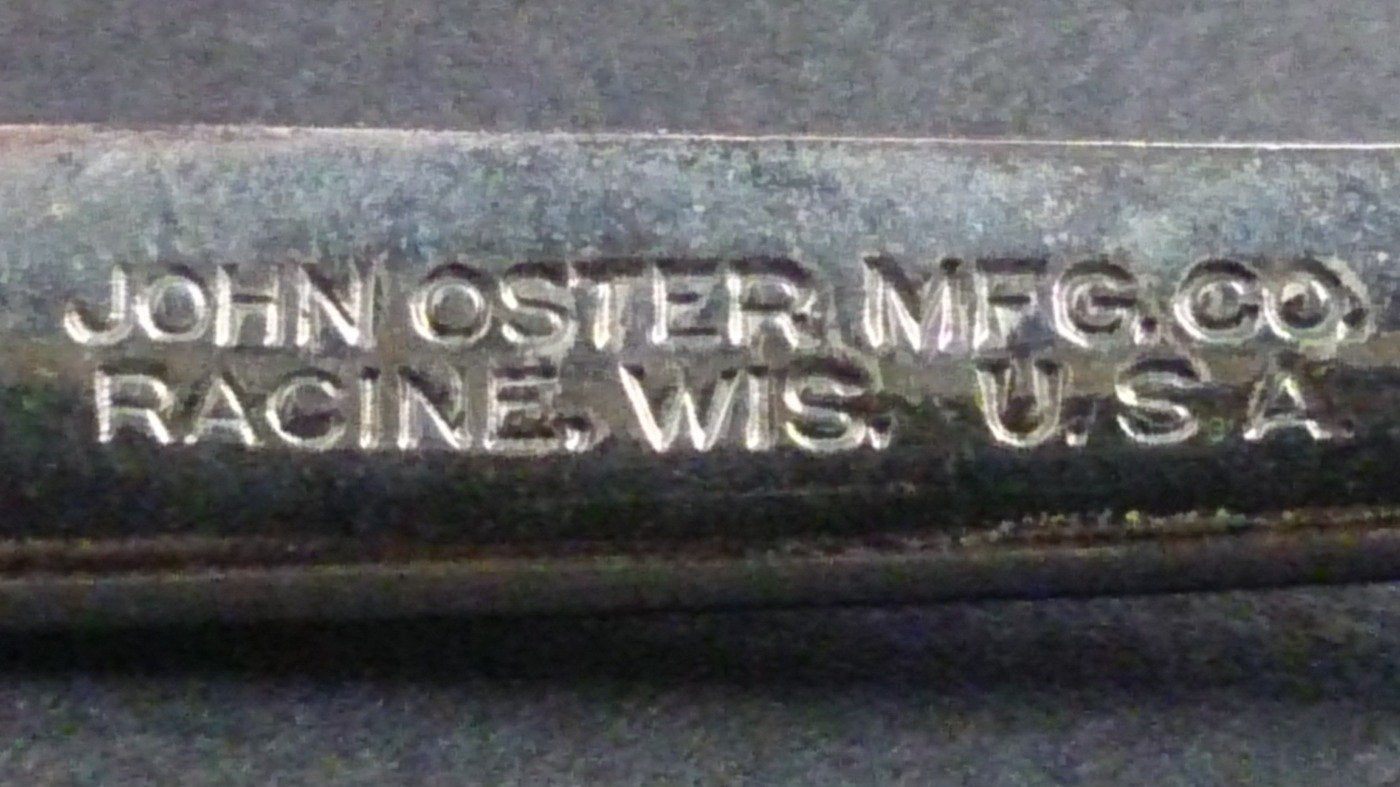 JOHN OSTER MFG. CO.
RACINE, WIS. U.S.A.